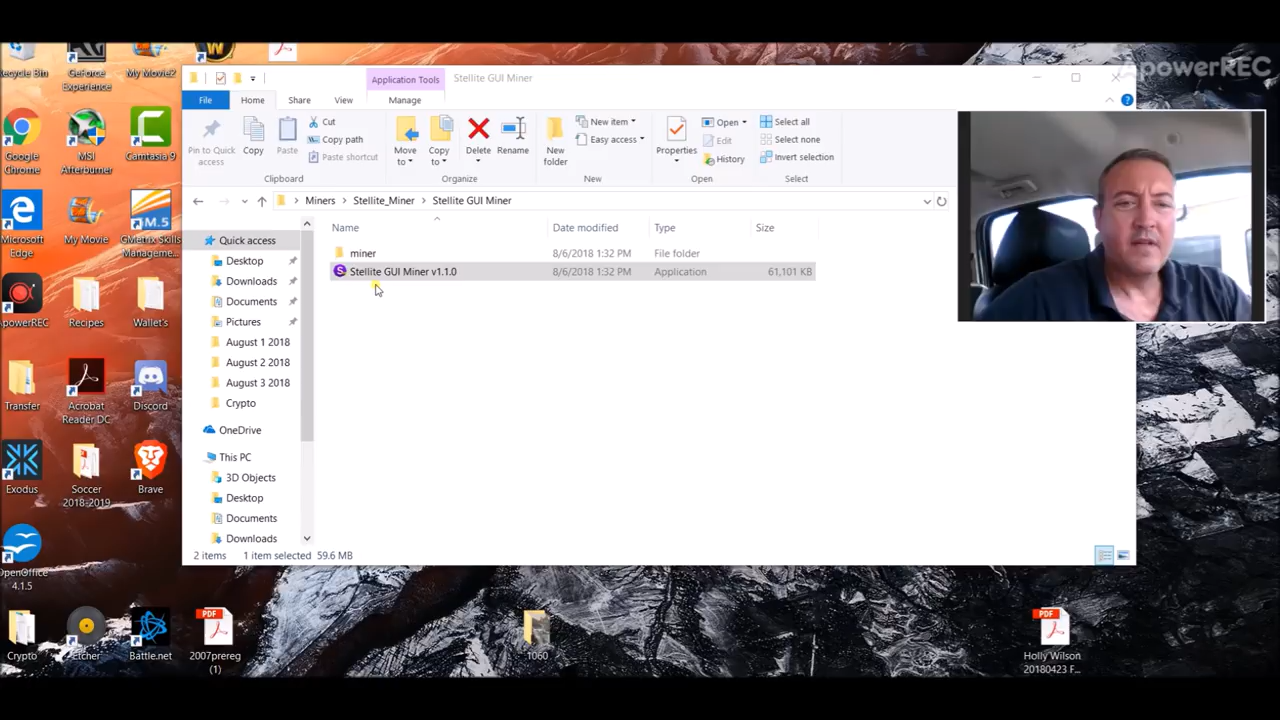 Recycle Bin
GeForce Experience
My Movie2
ApowerREC
Application Tools
Stellite GUI Miner
File
Home
Share
View
Manage
Pin to Quick access
Copy
Paste
Cut
Copy path
Paste shortcut
Clipboard
Move to
Copy to
Delete
Rename
Organize
New folder
New item
Easy access
New
Properties
Open
Edit
History
Open
Select all
Select none
Invert selection
Select
Miners > Stellite_Miner > Stellite GUI Miner
Name Date modified Type Size
miner 8/6/2018 1:32 PM File folder
Stellite GUI Miner v1.1.0 8/6/2018 1:32 PM Application 61,101 KB
Quick access
Desktop
Downloads
Documents
Pictures
August 1 2018
August 2 2018
August 3 2018
Crypto
OneDrive
This PC
3D Objects
Desktop
Documents
Downloads
2 items 1 item selected 59.6 MB
Google Chrome
MSI Afterburner
Camtasia 9
Microsoft Edge
My Movie
GMetrix Skills Manageme...
ApowerREC
Recipes
Wallet's
Transfer
Acrobat Reader DC
Discord
Exodus
Soccer 2018-2019
Brave
OpenOffice 4.1.5
Crypto
Etcher
Battle.net
PDF
2007prereg (1)
1060
PDF
Holly Wilson 20180423 F...